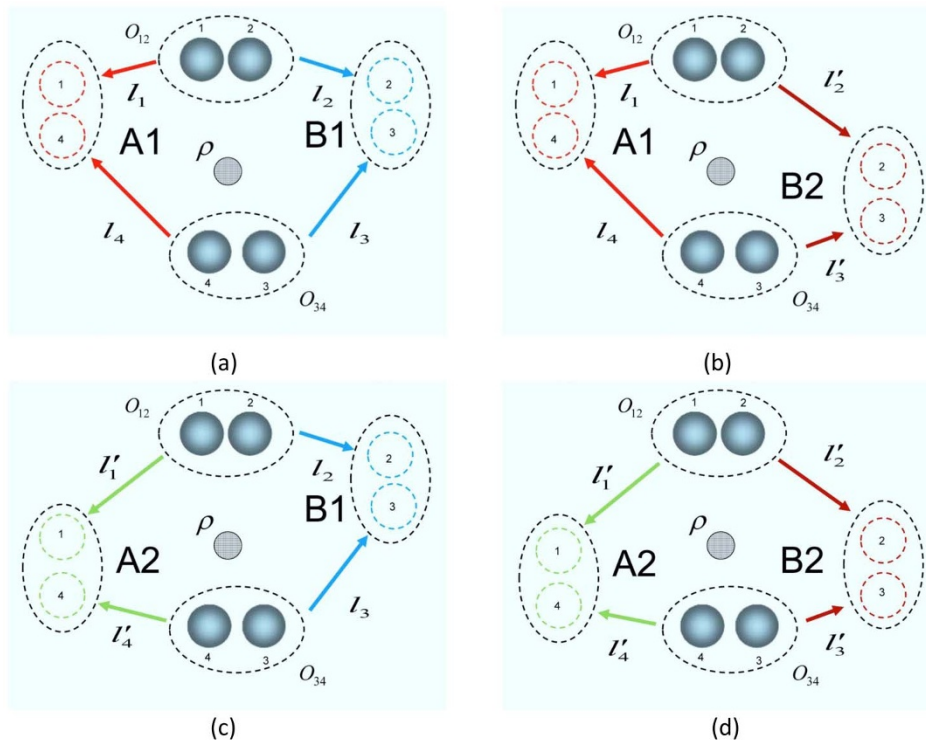 O₁₂ 1 2
1 2
l₁ l₂
4 A1 ρ B1 3
l₄ l₃
4 3 O₃₄
(a)
O₁₂ 1 2
1 l′₂
l₁
4 A1 ρ 2
B2
l₄ 3
l′₃
4 3 O₃₄
(b)
O₁₂ 1 2
l′₁ l₂ 2
B1 3
1 A2 ρ
4 l₃
l′₄
4 3 O₃₄
(c)
O₁₂ 1 2
l′₁ l′₂
1 A2 ρ B2 2
4 3
l′₄ l′₃
4 3 O₃₄
(d)